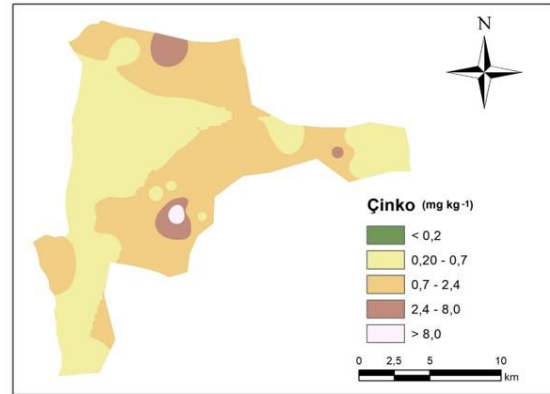 N
Çinko (mg kg-1)
< 0,2
0,20 - 0,7
0,7 - 2,4
2,4 - 8,0
> 8,0
0 2,5 5 10
km